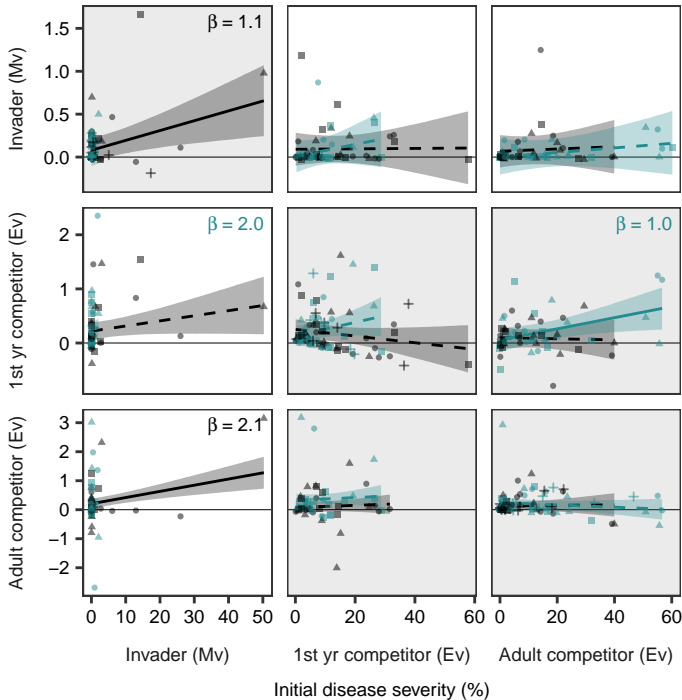 Invader (Mv)
1.5
1.0
0.5
0.0
β = 1.1
1st yr competitor (Ev)
2
1
0
β = 2.0
β = 1.0
Adult competitor (Ev)
3
2
1
0
−1
−2
β = 2.1
0 10 20 30 40 50
0 20 40 60
0 20 40 60
Invader (Mv)
1st yr competitor (Ev)
Adult competitor (Ev)
Initial disease severity (%)